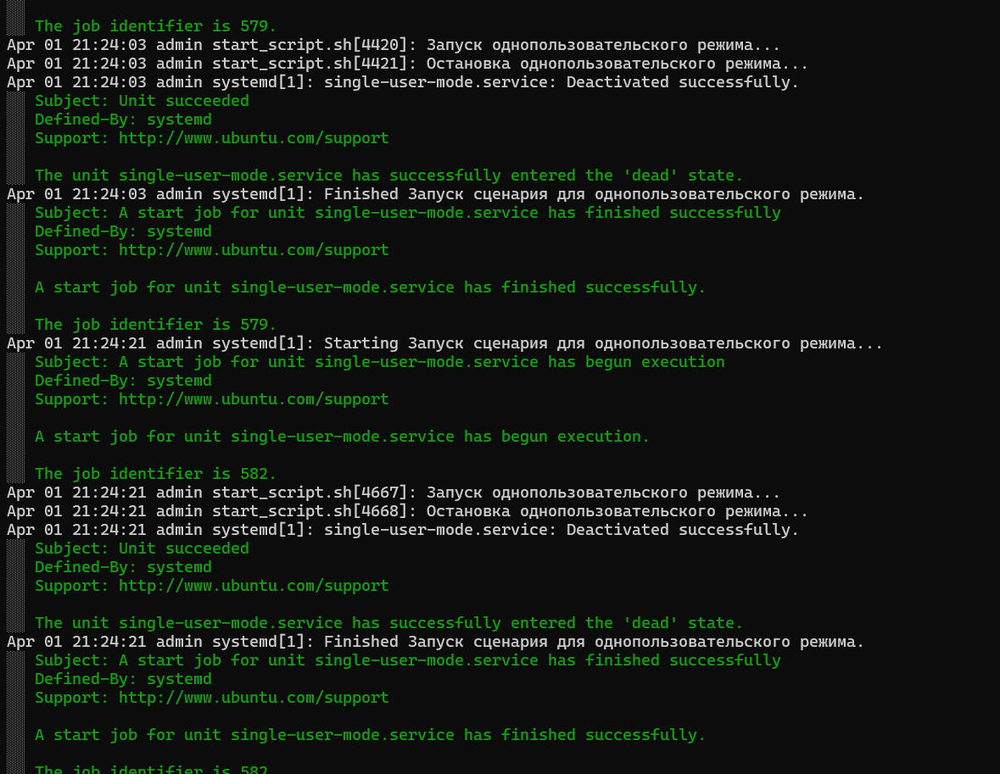 The job identifier is 579.
Apr 01 21:24:03 admin start_script.sh[4420]: Запуск однопользовательского режима...
Apr 01 21:24:03 admin start_script.sh[4421]: Остановка однопользовательского режима...
Apr 01 21:24:03 admin systemd[1]: single-user-mode.service: Deactivated successfully.
Subject: Unit succeeded
Defined-By: systemd
Support: http://www.ubuntu.com/support
The unit single-user-mode.service has successfully entered the 'dead' state.
Apr 01 21:24:03 admin systemd[1]: Finished Запуск сценария для однопользовательского режима.
Subject: A start job for unit single-user-mode.service has finished successfully
Defined-By: systemd
Support: http://www.ubuntu.com/support
A start job for unit single-user-mode.service has finished successfully.
The job identifier is 579.
Apr 01 21:24:21 admin systemd[1]: Starting Запуск сценария для однопользовательского режима...
Subject: A start job for unit single-user-mode.service has begun execution
Defined-By: systemd
Support: http://www.ubuntu.com/support
A start job for unit single-user-mode.service has begun execution.
The job identifier is 582.
Apr 01 21:24:21 admin start_script.sh[4667]: Запуск однопользовательского режима...
Apr 01 21:24:21 admin start_script.sh[4668]: Остановка однопользовательского режима...
Apr 01 21:24:21 admin systemd[1]: single-user-mode.service: Deactivated successfully.
Subject: Unit succeeded
Defined-By: systemd
Support: http://www.ubuntu.com/support
The unit single-user-mode.service has successfully entered the 'dead' state.
Apr 01 21:24:21 admin systemd[1]: Finished Запуск сценария для однопользовательского режима.
Subject: A start job for unit single-user-mode.service has finished successfully
Defined-By: systemd
Support: http://www.ubuntu.com/support
A start job for unit single-user-mode.service has finished successfully.
The job identifier is 582.